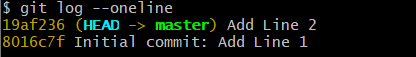 $ git log --oneline
19af236 (HEAD -> master) Add Line 2
8016c7f Initial commit: Add Line 1